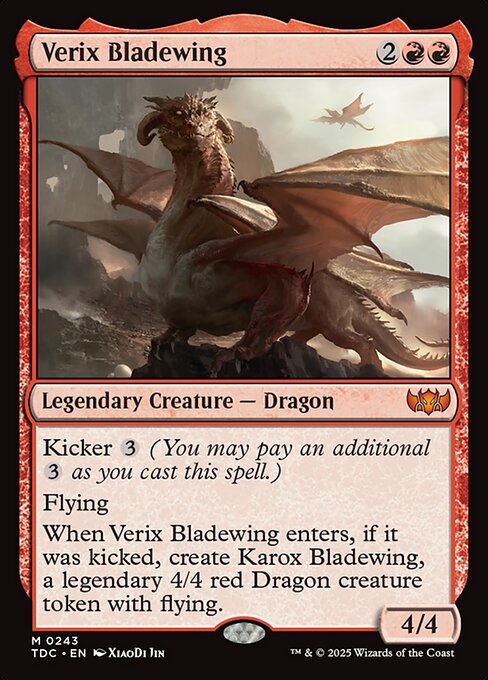 Verix Bladewing 2
Legendary Creature — Dragon
Kicker 3 (You may pay an additional
3 as you cast this spell.)
Flying
When Verix Bladewing enters, if it
was kicked, create Karox Bladewing,
a legendary 4/4 red Dragon creature
token with flying.
4/4
M 0243
TDC • EN XiaoDi Jin
™ & © 2025 Wizards of the Coast